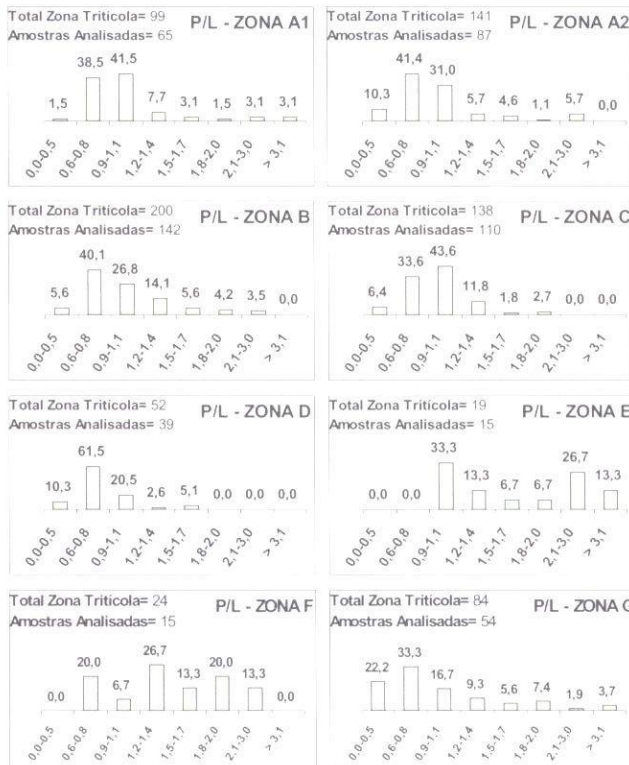 Total Zona Tritícola= 99
Amostras Analisadas= 65
P/L - ZONA A1
1,5 38,5 41,5 7,7 3,1 1,5 3,1 3,1
0,0-0,5 0,6-0,8 0,9-1,1 1,2-1,4 1,5-1,7 1,8-2,0 2,1-3,0 > 3,1
Total Zona Tritícola= 141
Amostras Analisadas= 87
P/L - ZONA A2
10,3 41,4 31,0 5,7 4,6 1,1 5,7 0,0
0,0-0,5 0,6-0,8 0,9-1,1 1,2-1,4 1,5-1,7 1,8-2,0 2,1-3,0 > 3,1
Total Zona Tritícola= 200
Amostras Analisadas= 142
P/L - ZONA B
5,6 40,1 26,8 14,1 5,6 4,2 3,5 0,0
0,0-0,5 0,6-0,8 0,9-1,1 1,2-1,4 1,5-1,7 1,8-2,0 2,1-3,0 > 3,1
Total Zona Tritícola= 138
Amostras Analisadas= 110
P/L - ZONA C
6,4 33,6 43,6 11,8 1,8 2,7 0,0 0,0
0,0-0,5 0,6-0,8 0,9-1,1 1,2-1,4 1,5-1,7 1,8-2,0 2,1-3,0 > 3,1
Total Zona Tritícola= 52
Amostras Analisadas= 39
P/L - ZONA D
10,3 61,5 20,5 2,6 5,1 0,0 0,0 0,0
0,0-0,5 0,6-0,8 0,9-1,1 1,2-1,4 1,5-1,7 1,8-2,0 2,1-3,0 > 3,1
Total Zona Tritícola= 19
Amostras Analisadas= 15
P/L - ZONA E
0,0 0,0 33,3 13,3 6,7 6,7 26,7 13,3
0,0-0,5 0,6-0,8 0,9-1,1 1,2-1,4 1,5-1,7 1,8-2,0 2,1-3,0 > 3,1
Total Zona Tritícola= 24
Amostras Analisadas= 15
P/L - ZONA F
0,0 20,0 6,7 26,7 13,3 20,0 13,3 0,0
0,0-0,5 0,6-0,8 0,9-1,1 1,2-1,4 1,5-1,7 1,8-2,0 2,1-3,0 > 3,1
Total Zona Tritícola= 84
Amostras Analisadas= 54
P/L - ZONA G
22,2 33,3 16,7 9,3 5,6 7,4 1,9 3,7
0,0-0,5 0,6-0,8 0,9-1,1 1,2-1,4 1,5-1,7 1,8-2,0 2,1-3,0 > 3,1